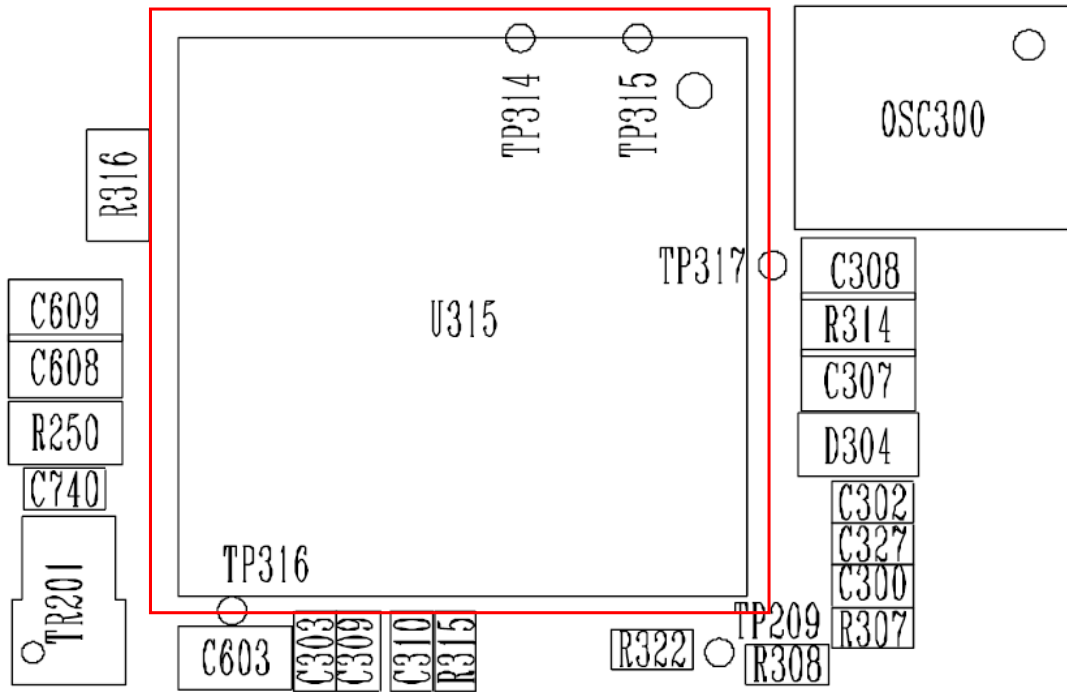 TP314
TP315
OSC300
R316
TP317
C308
C609
U315
R314
C608
C307
R250
D304
C740
C302
C327
TP316
C300
TR201
TP209
R307
C603
C303
C309
C310
R315
R322
R308